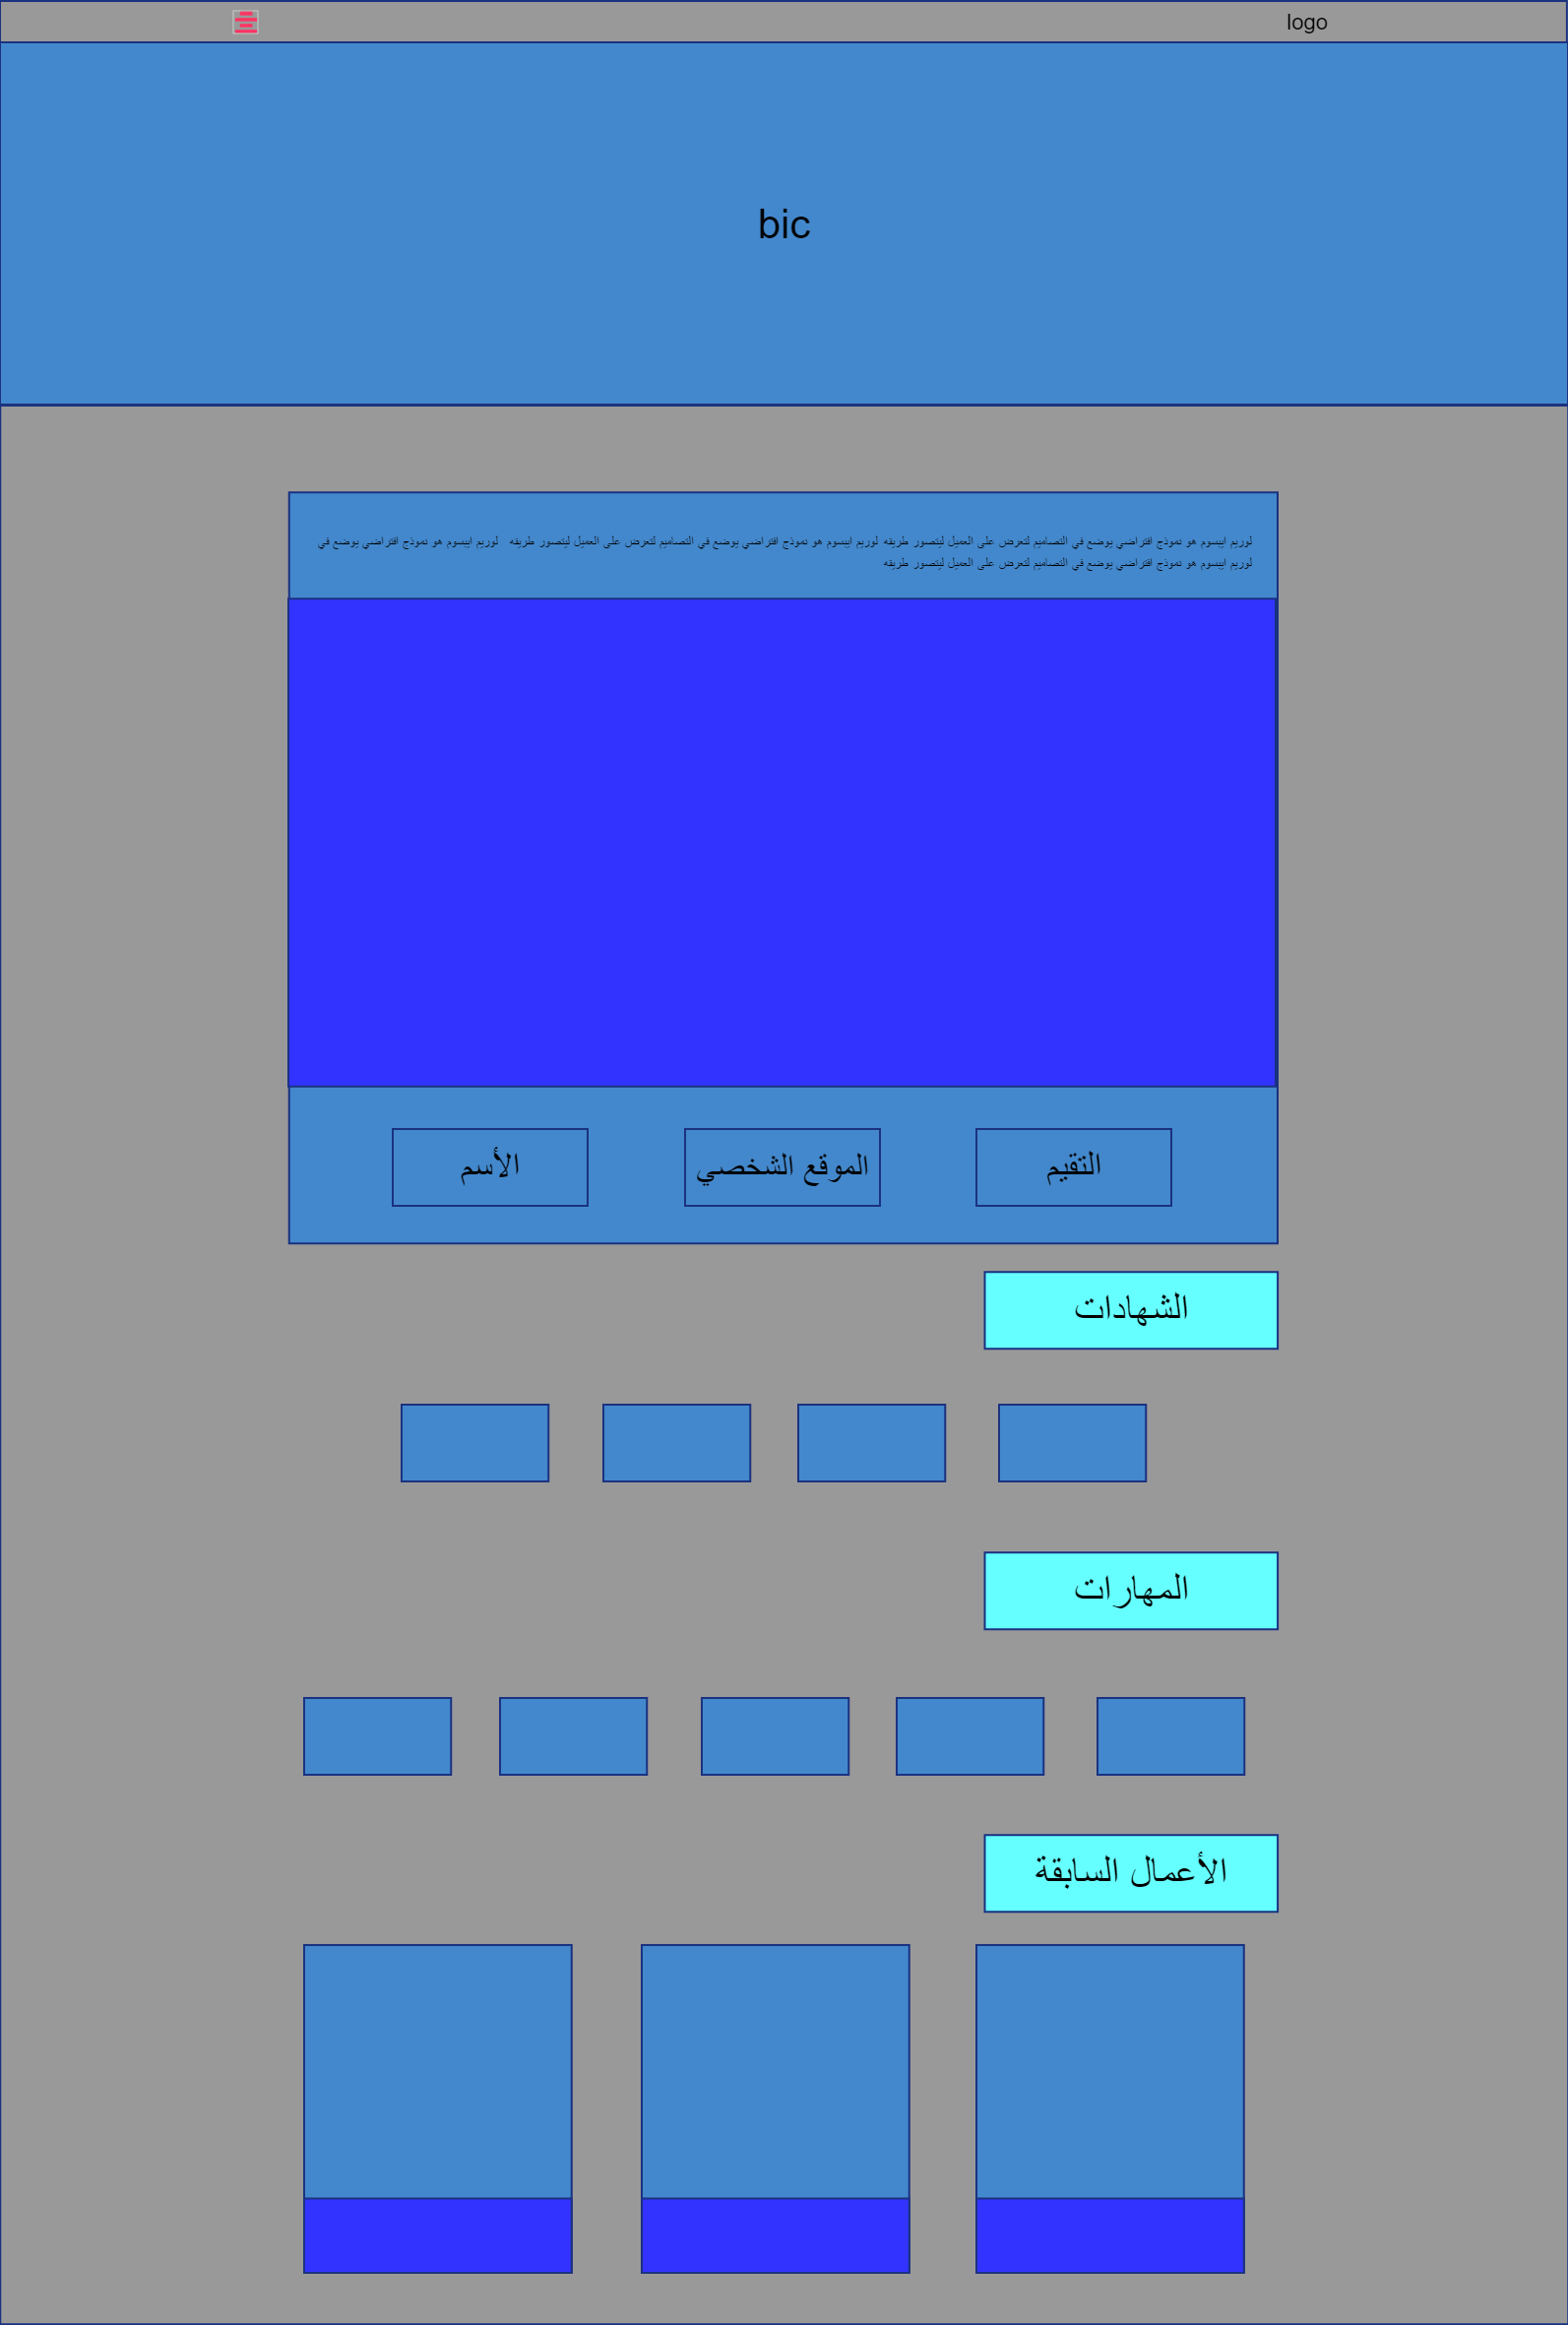 logo
bic
لوريم ايبسوم هو نموذج افتراضي يوضع في التصاميم لتعرض على العميل ليتصور طريقه لوريم ايبسوم هو نموذج افتراضي يوضع في التصاميم لتعرض على العميل ليتصور طريقه لوريم ايبسوم هو نموذج افتراضي يوضع في
لوريم ايبسوم هو نموذج افتراضي يوضع في التصاميم لتعرض على العميل ليتصور طريقه
التقيم
الموقع الشخصي
الأسم
الشهادات
المهارات
الأعمال السابقة